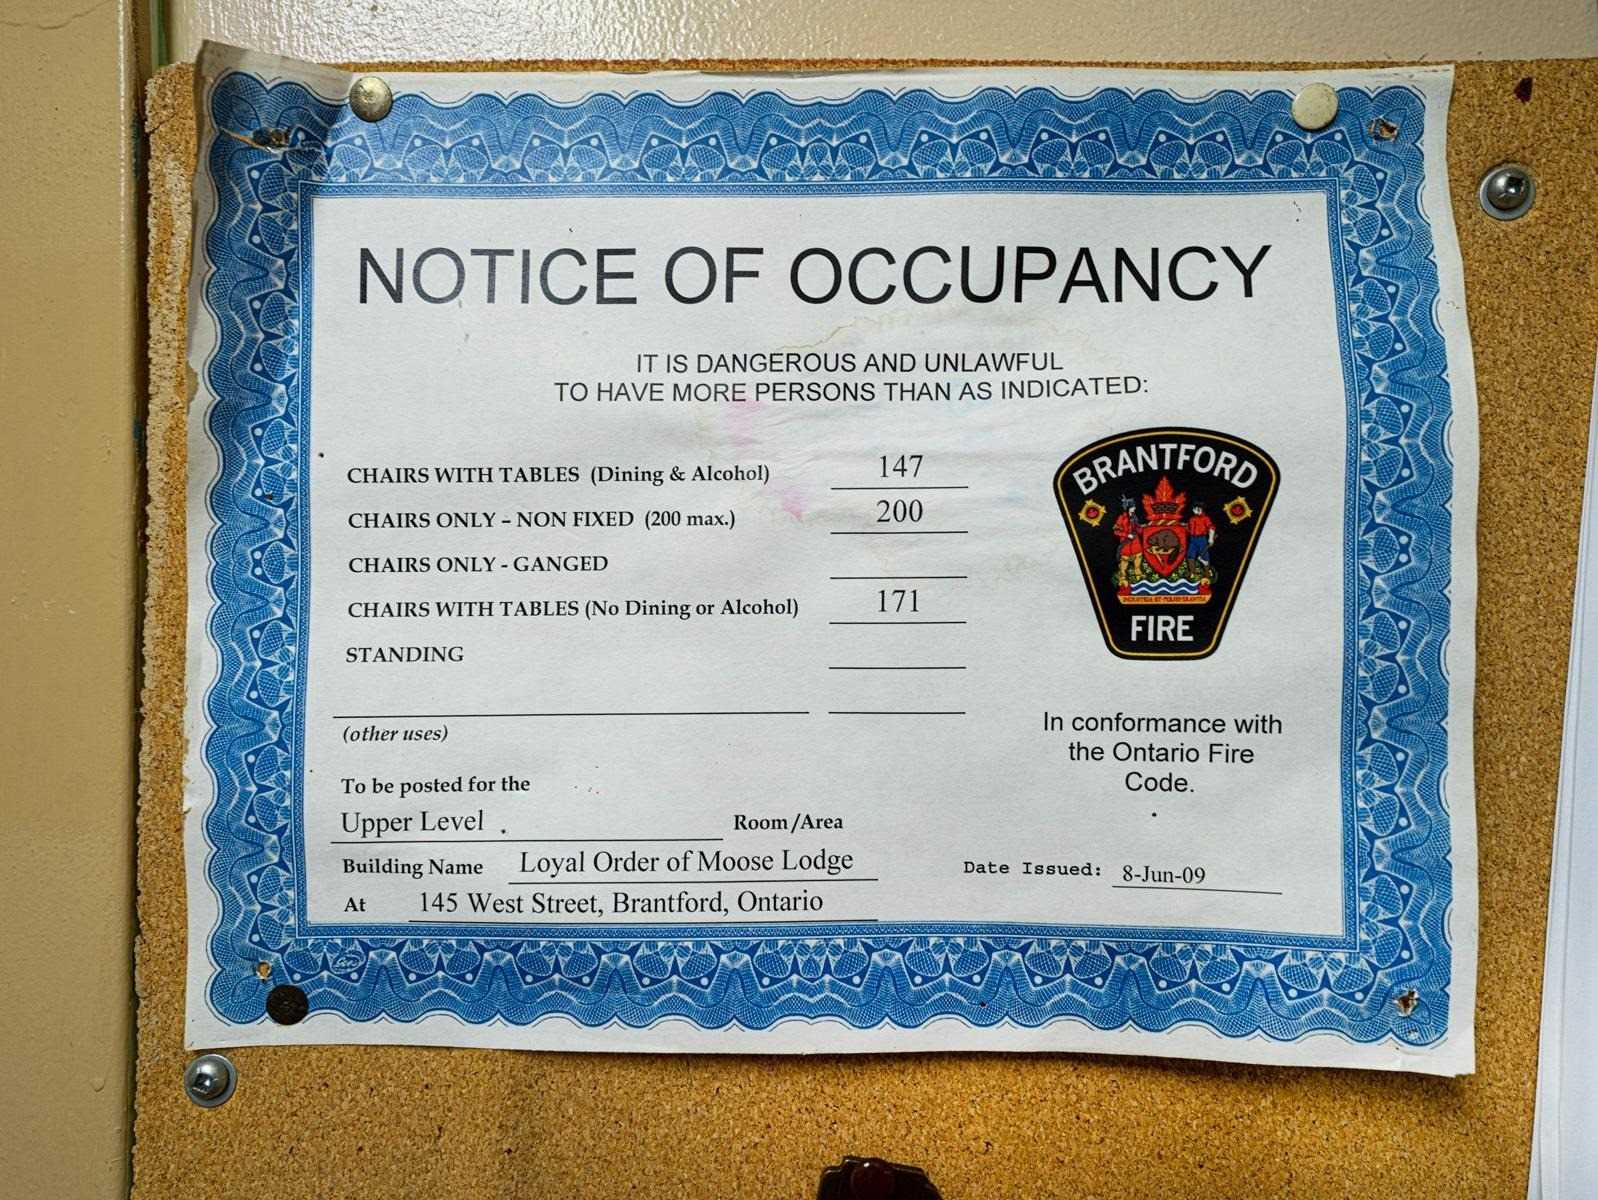 NOTICE OF OCCUPANCY
IT IS DANGEROUS AND UNLAWFUL
TO HAVE MORE PERSONS THAN AS INDICATED:
CHAIRS WITH TABLES (Dining & Alcohol) 147
CHAIRS ONLY – NON FIXED (200 max.) 200
CHAIRS ONLY - GANGED
CHAIRS WITH TABLES (No Dining or Alcohol) 171
STANDING
(other uses)
BRANTFORD
FIRE
In conformance with
the Ontario Fire
Code.
To be posted for the
Upper Level Room/Area
Building Name Loyal Order of Moose Lodge
At 145 West Street, Brantford, Ontario
Date Issued: 8-Jun-09